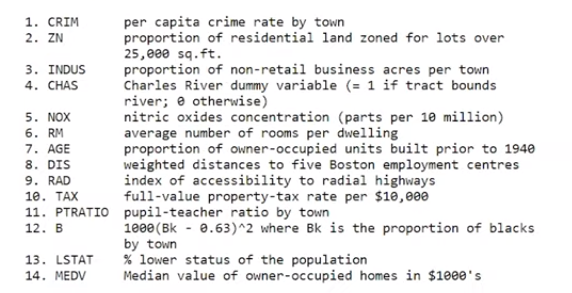 1. CRIM per capita crime rate by town
2. ZN proportion of residential land zoned for lots over
25,000 sq.ft.
3. INDUS proportion of non-retail business acres per town
4. CHAS Charles River dummy variable (= 1 if tract bounds
river; 0 otherwise)
5. NOX nitric oxides concentration (parts per 10 million)
6. RM average number of rooms per dwelling
7. AGE proportion of owner-occupied units built prior to 1940
8. DIS weighted distances to five Boston employment centres
9. RAD index of accessibility to radial highways
10. TAX full-value property-tax rate per $10,000
11. PTRATIO pupil-teacher ratio by town
12. B 1000(Bk - 0.63)^2 where Bk is the proportion of blacks
by town
13. LSTAT % lower status of the population
14. MEDV Median value of owner-occupied homes in $1000's